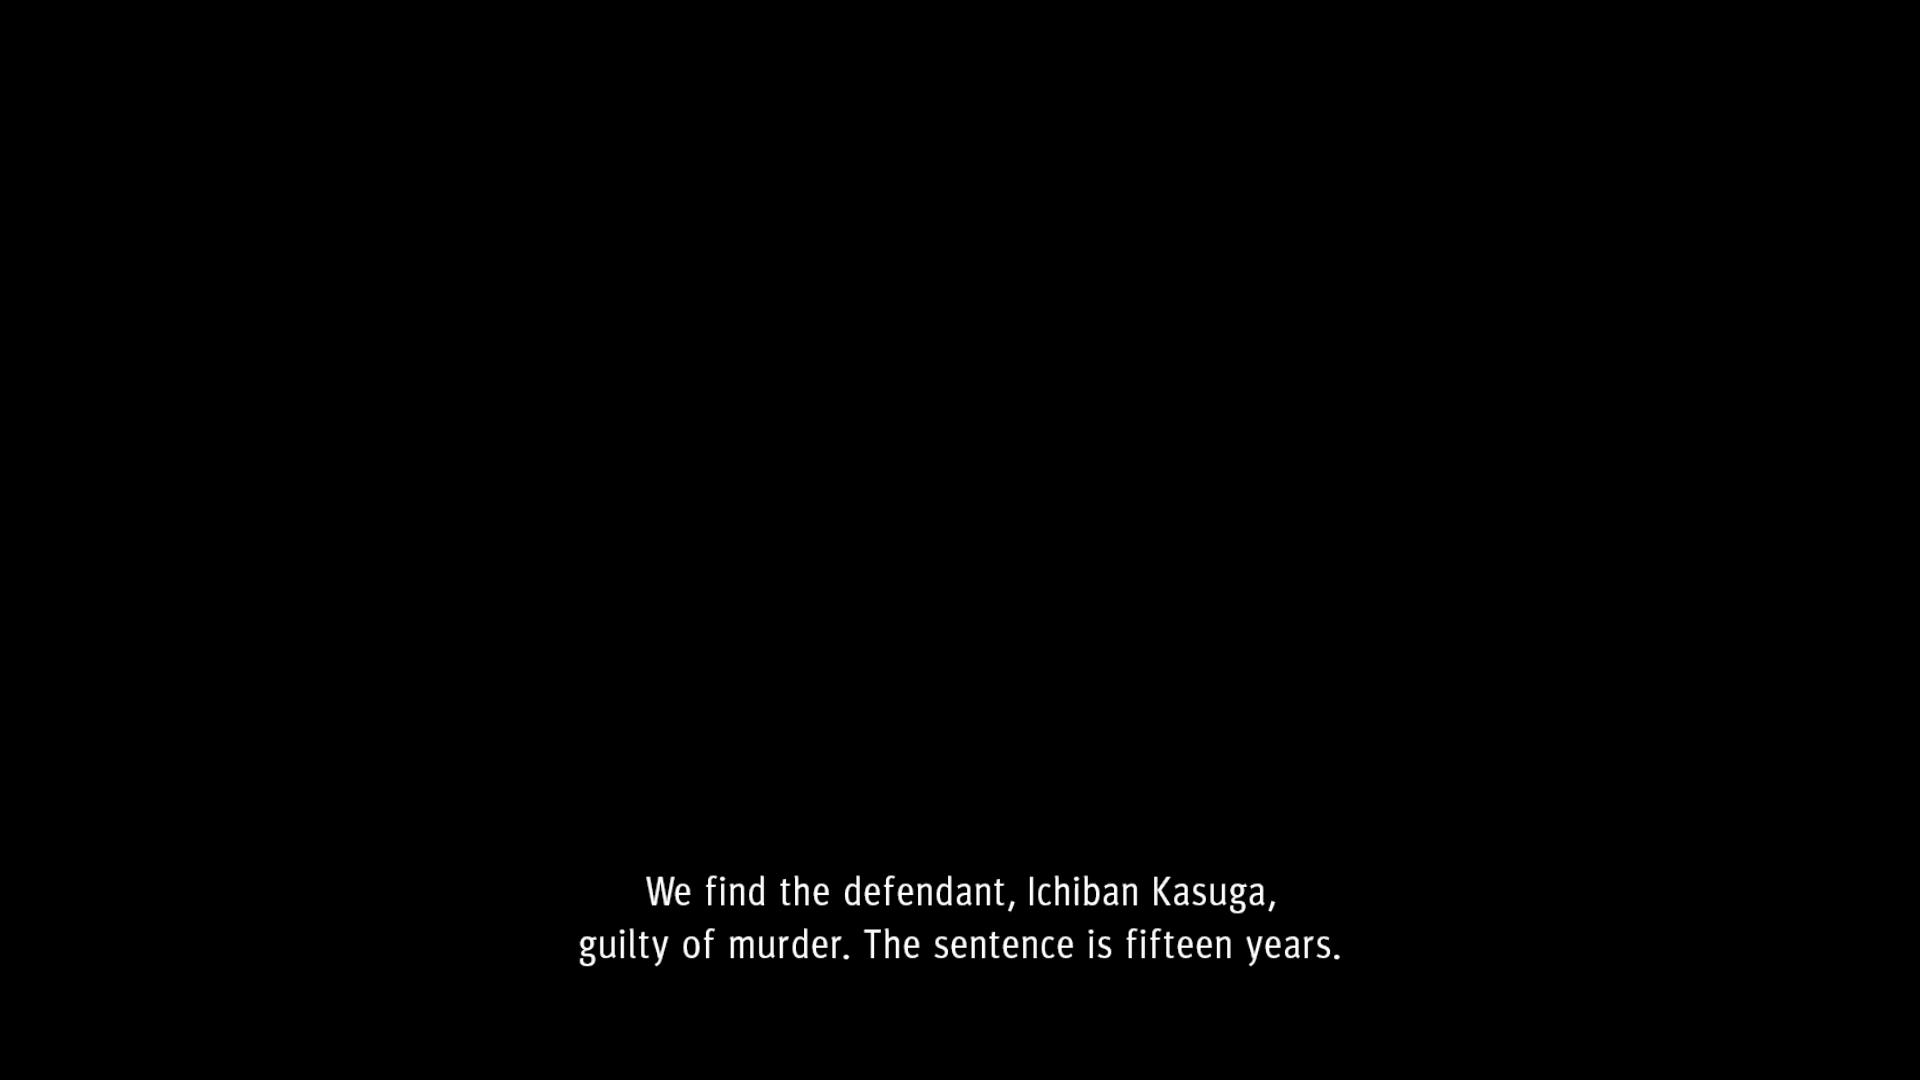 We find the defendant, Ichiban Kasuga,
guilty of murder. The sentence is fifteen years.